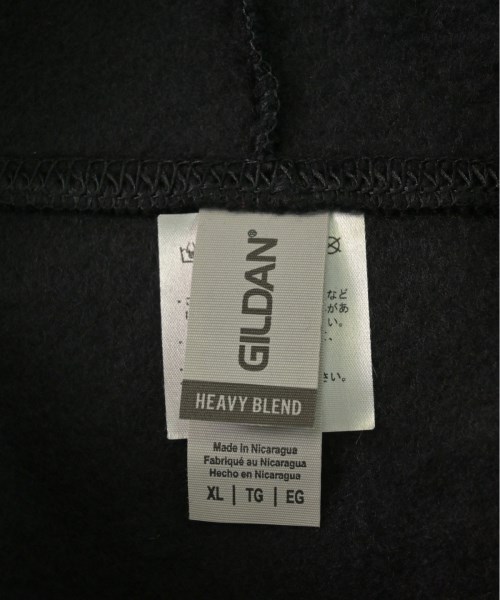 GILDAN®
HEAVY BLEND
Made in Nicaragua
Fabriqué au Nicaragua
Hecho en Nicaragua
XL | TG | EG
など
があ
い。
、
さい。